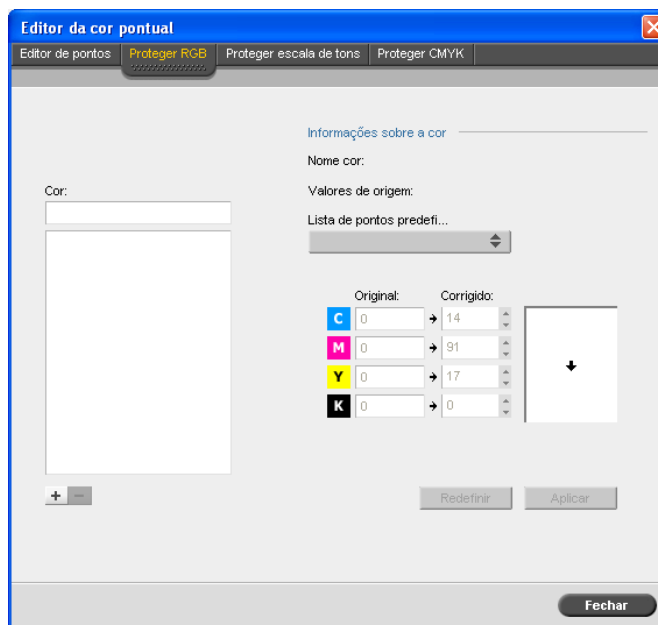 Editor da cor pontual
Editor de pontos Proteger RGB Proteger escala de tons Proteger CMYK
Informações sobre a cor
Nome cor:
Cor:
Valores de origem:
Lista de pontos predefi...
Original: Corrigido:
C 0 14
M 0 91
Y 0 17
K 0 0
Redefinir Aplicar
Fechar